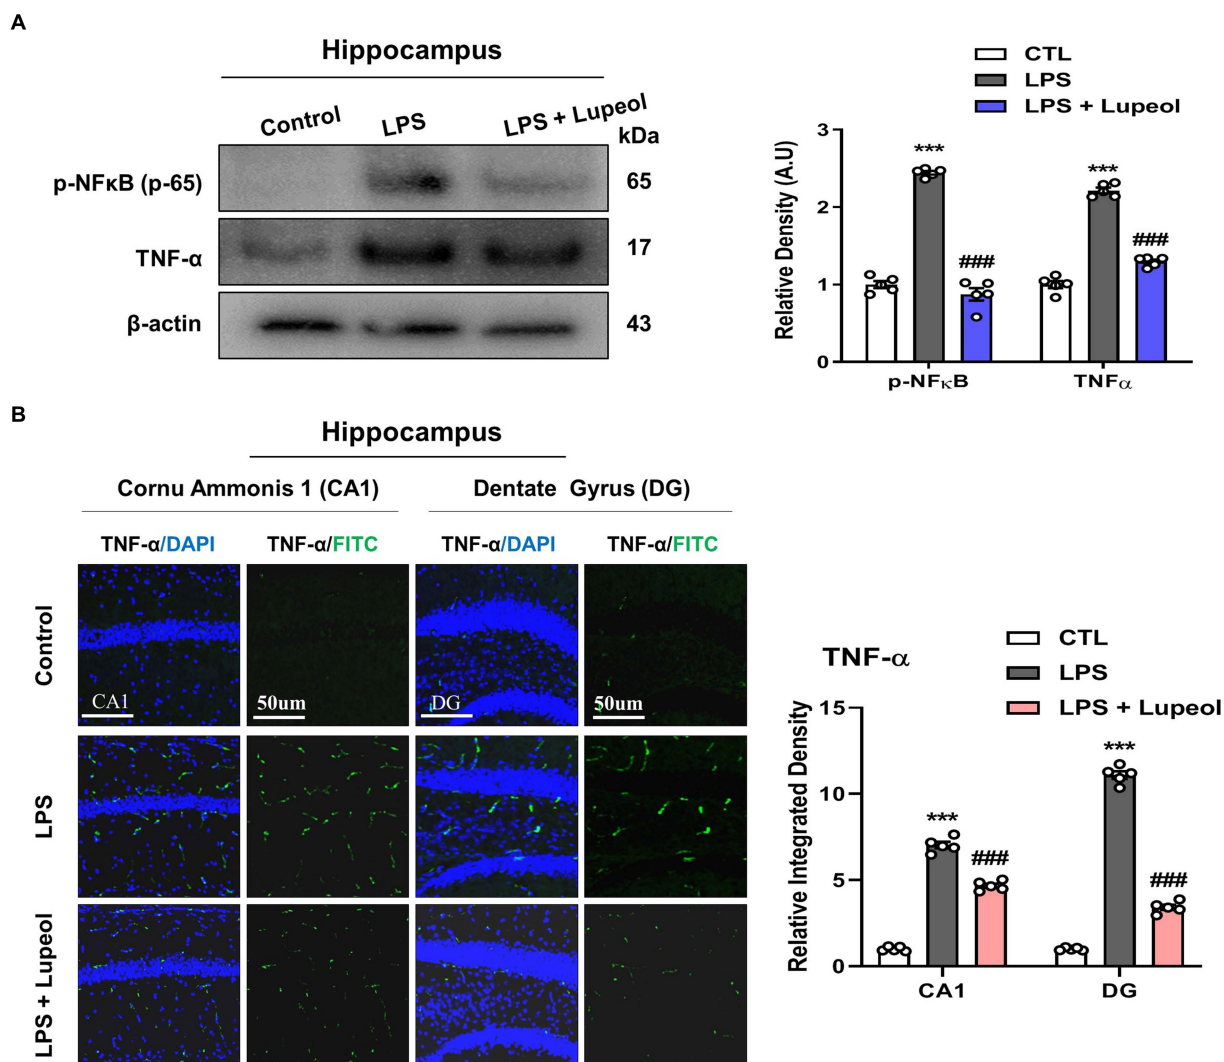 A
Hippocampus
Control LPS LPS + Lupeol
kDa
p-NFκB (p-65) 65
TNF-α 17
β-actin 43
CTL
LPS
LPS + Lupeol
Relative Density (A.U)
3
2
1
0
*** ### *** ###
p-NFκB TNFα
B
Hippocampus
Cornu Ammonis 1 (CA1) Dentate Gyrus (DG)
TNF-α/DAPI TNF-α/FITC TNF-α/DAPI TNF-α/FITC
Control
CA1 50um DG 50um
LPS
LPS + Lupeol
TNF-α
CTL
LPS
LPS + Lupeol
Relative Integrated Density
15
10
5
0
*** ### *** ###
CA1 DG